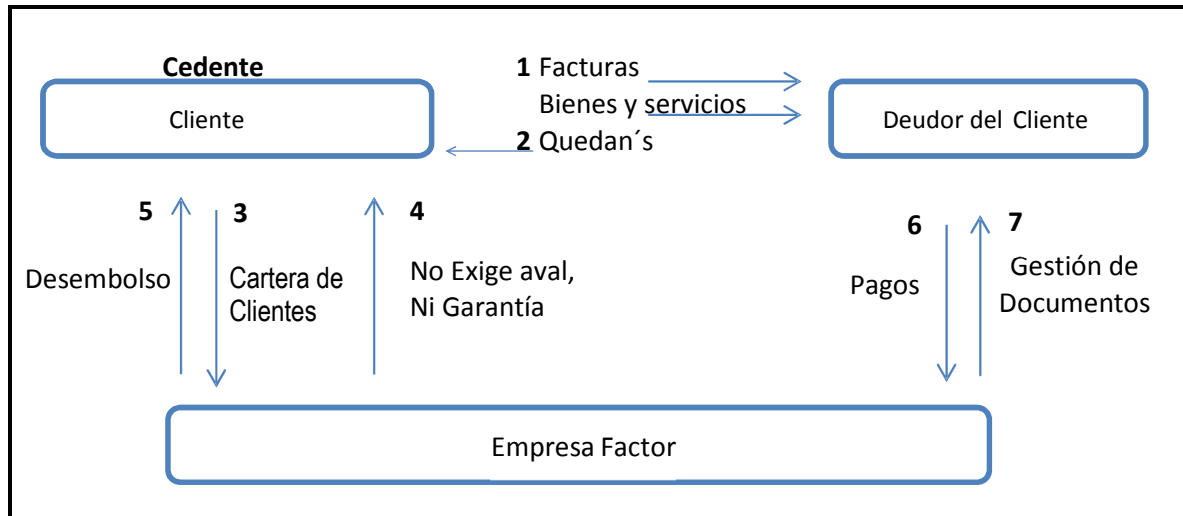 Cedente
Cliente
1 Facturas
Bienes y servicios
2 Quedan´s
Deudor del Cliente
5
Desembolso
3
Cartera de
Clientes
4
No Exige aval,
Ni Garantía
6
Pagos
7
Gestión de
Documentos
Empresa Factor